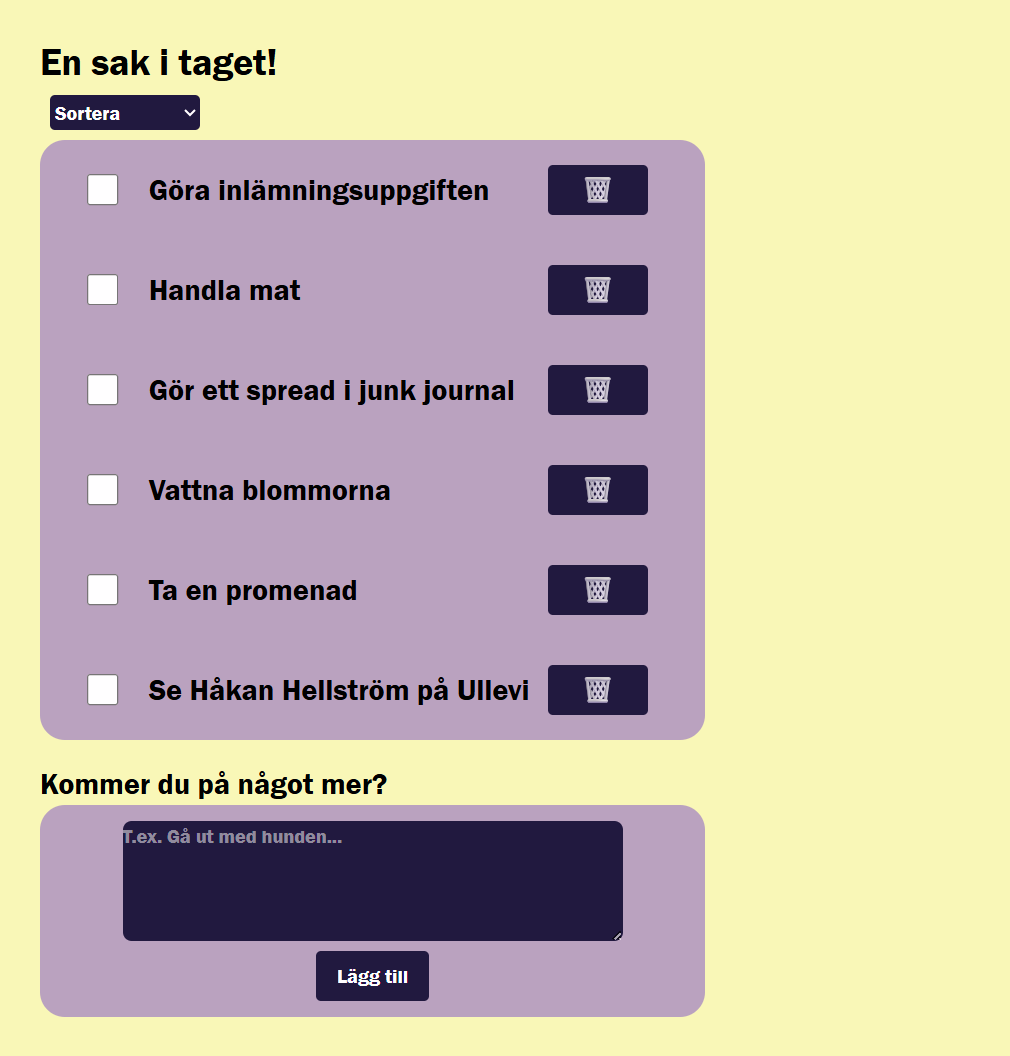 En sak i taget!
Sortera
Göra inlämningsuppgiften
Handla mat
Gör ett spread i junk journal
Vattna blommorna
Ta en promenad
Se Håkan Hellström på Ullevi
Kommer du på något mer?
T.ex. Gå ut med hunden...
Lägg till